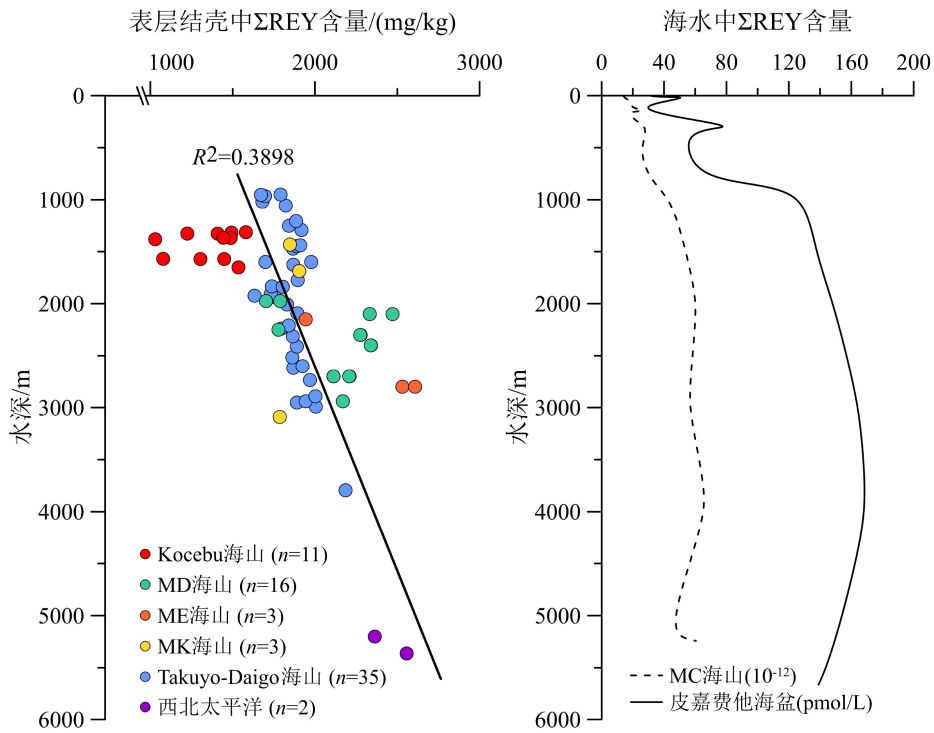 表层结壳中ΣREY含量/(mg/kg)
1000 2000 3000
0
1000
2000
3000
4000
5000
6000
水深/m
R2=0.3898
Kocebu海山 (n=11)
MD海山 (n=16)
ME海山 (n=3)
MK海山 (n=3)
Takuyo-Daigo海山 (n=35)
西北太平洋 (n=2)
海水中ΣREY含量
0 40 80 120 160 200
0
1000
2000
3000
4000
5000
6000
水深/m
MC海山(10⁻¹²)
皮嘉费他海盆(pmol/L)